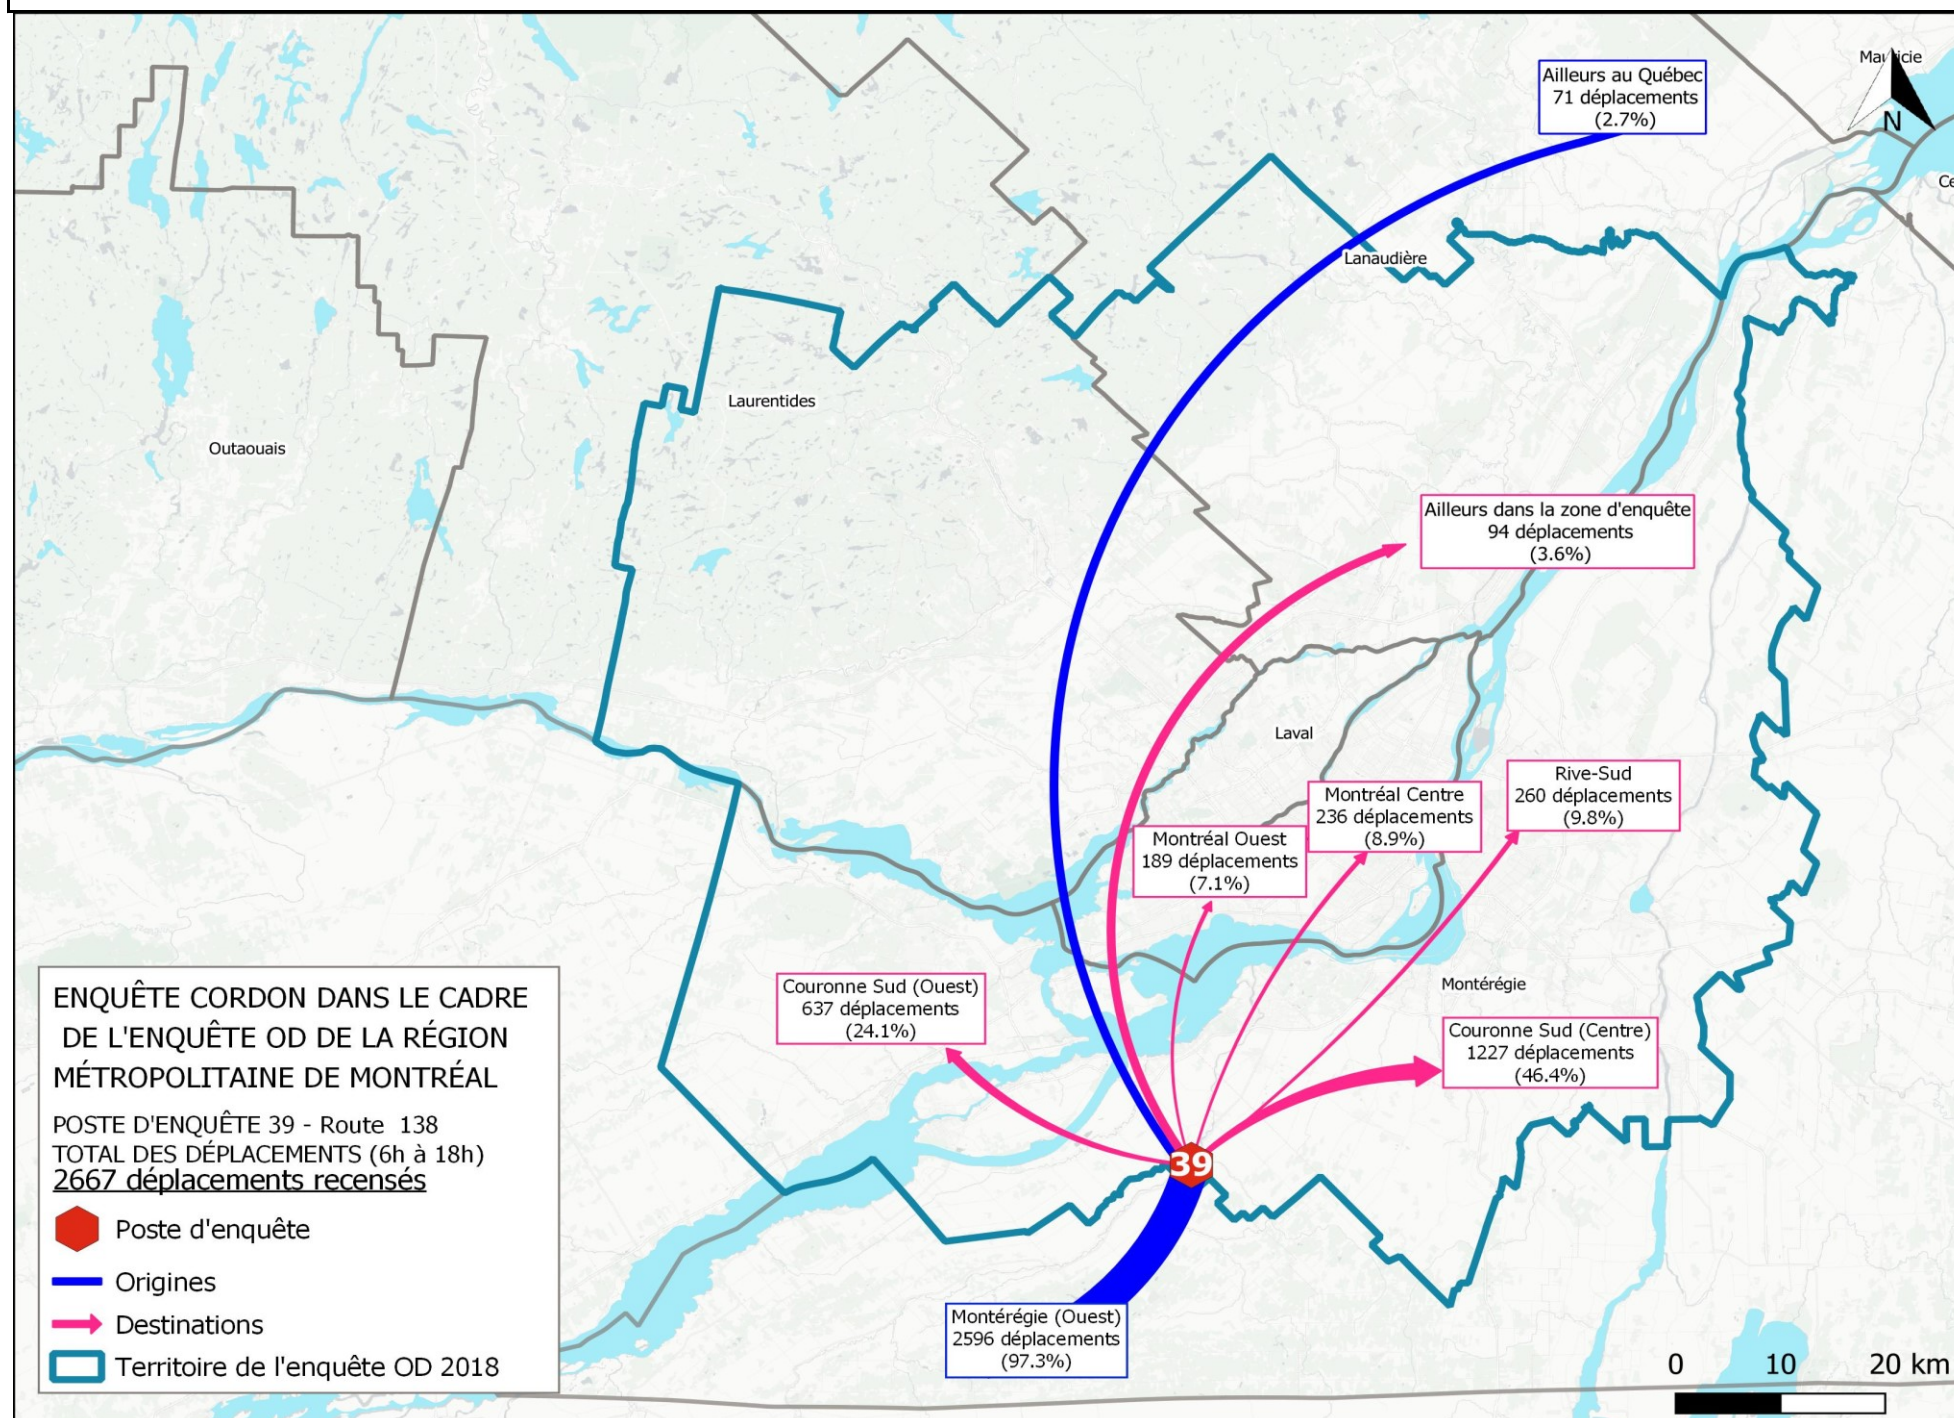 Ailleurs au Québec
71 déplacements
(2.7%)
N
Lanaudière
Laurentides
Outaouais
Ailleurs dans la zone d'enquête
94 déplacements
(3.6%)
Laval
Rive-Sud
260 déplacements
(9.8%)
Montréal Centre
236 déplacements
(8.9%)
Montréal Ouest
189 déplacements
(7.1%)
Montérégie
Couronne Sud (Ouest)
637 déplacements
(24.1%)
Couronne Sud (Centre)
1227 déplacements
(46.4%)
39
Montérégie (Ouest)
2596 déplacements
(97.3%)
ENQUÊTE CORDON DANS LE CADRE
DE L'ENQUÊTE OD DE LA RÉGION
MÉTROPOLITAINE DE MONTRÉAL
POSTE D'ENQUÊTE 39 - Route 138
TOTAL DES DÉPLACEMENTS (6h à 18h)
2667 déplacements recensés
Poste d'enquête
Origines
Destinations
Territoire de l'enquête OD 2018
0 10 20 km